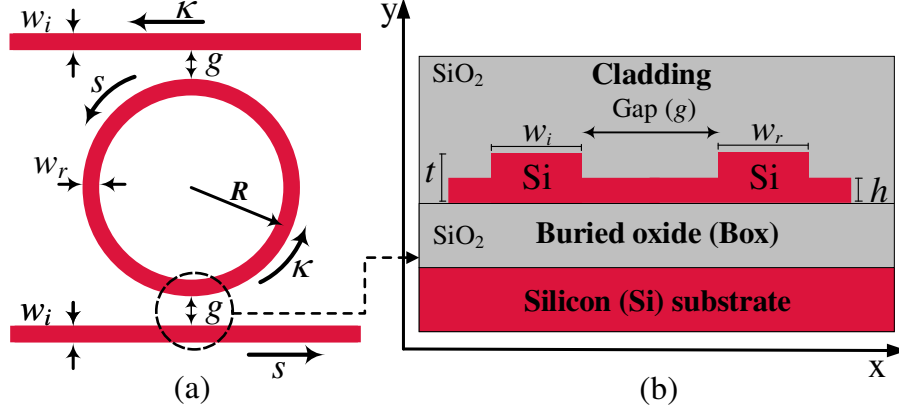 w_i
κ
g
s
w_r
R
κ
w_i
g
s
(a)
y
SiO₂
Cladding
Gap (g)
w_i
w_r
t
Si
Si
h
SiO₂
Buried oxide (Box)
Silicon (Si) substrate
x
(b)